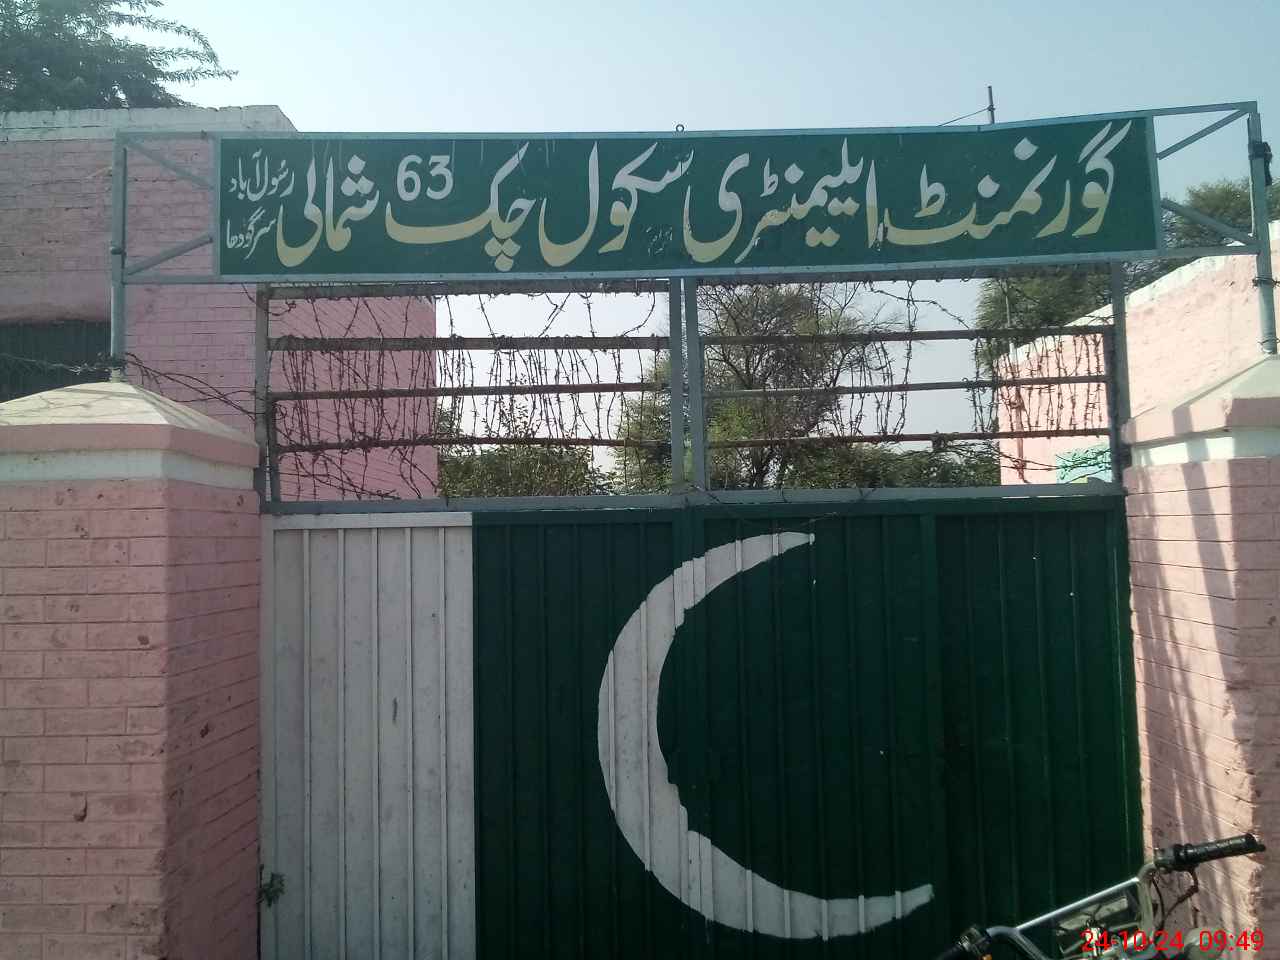 گورنمنٹ ایلیمنٹری سکول چک 63 شمالی
رسول آباد
سرگودھا
24-10-24 09:49